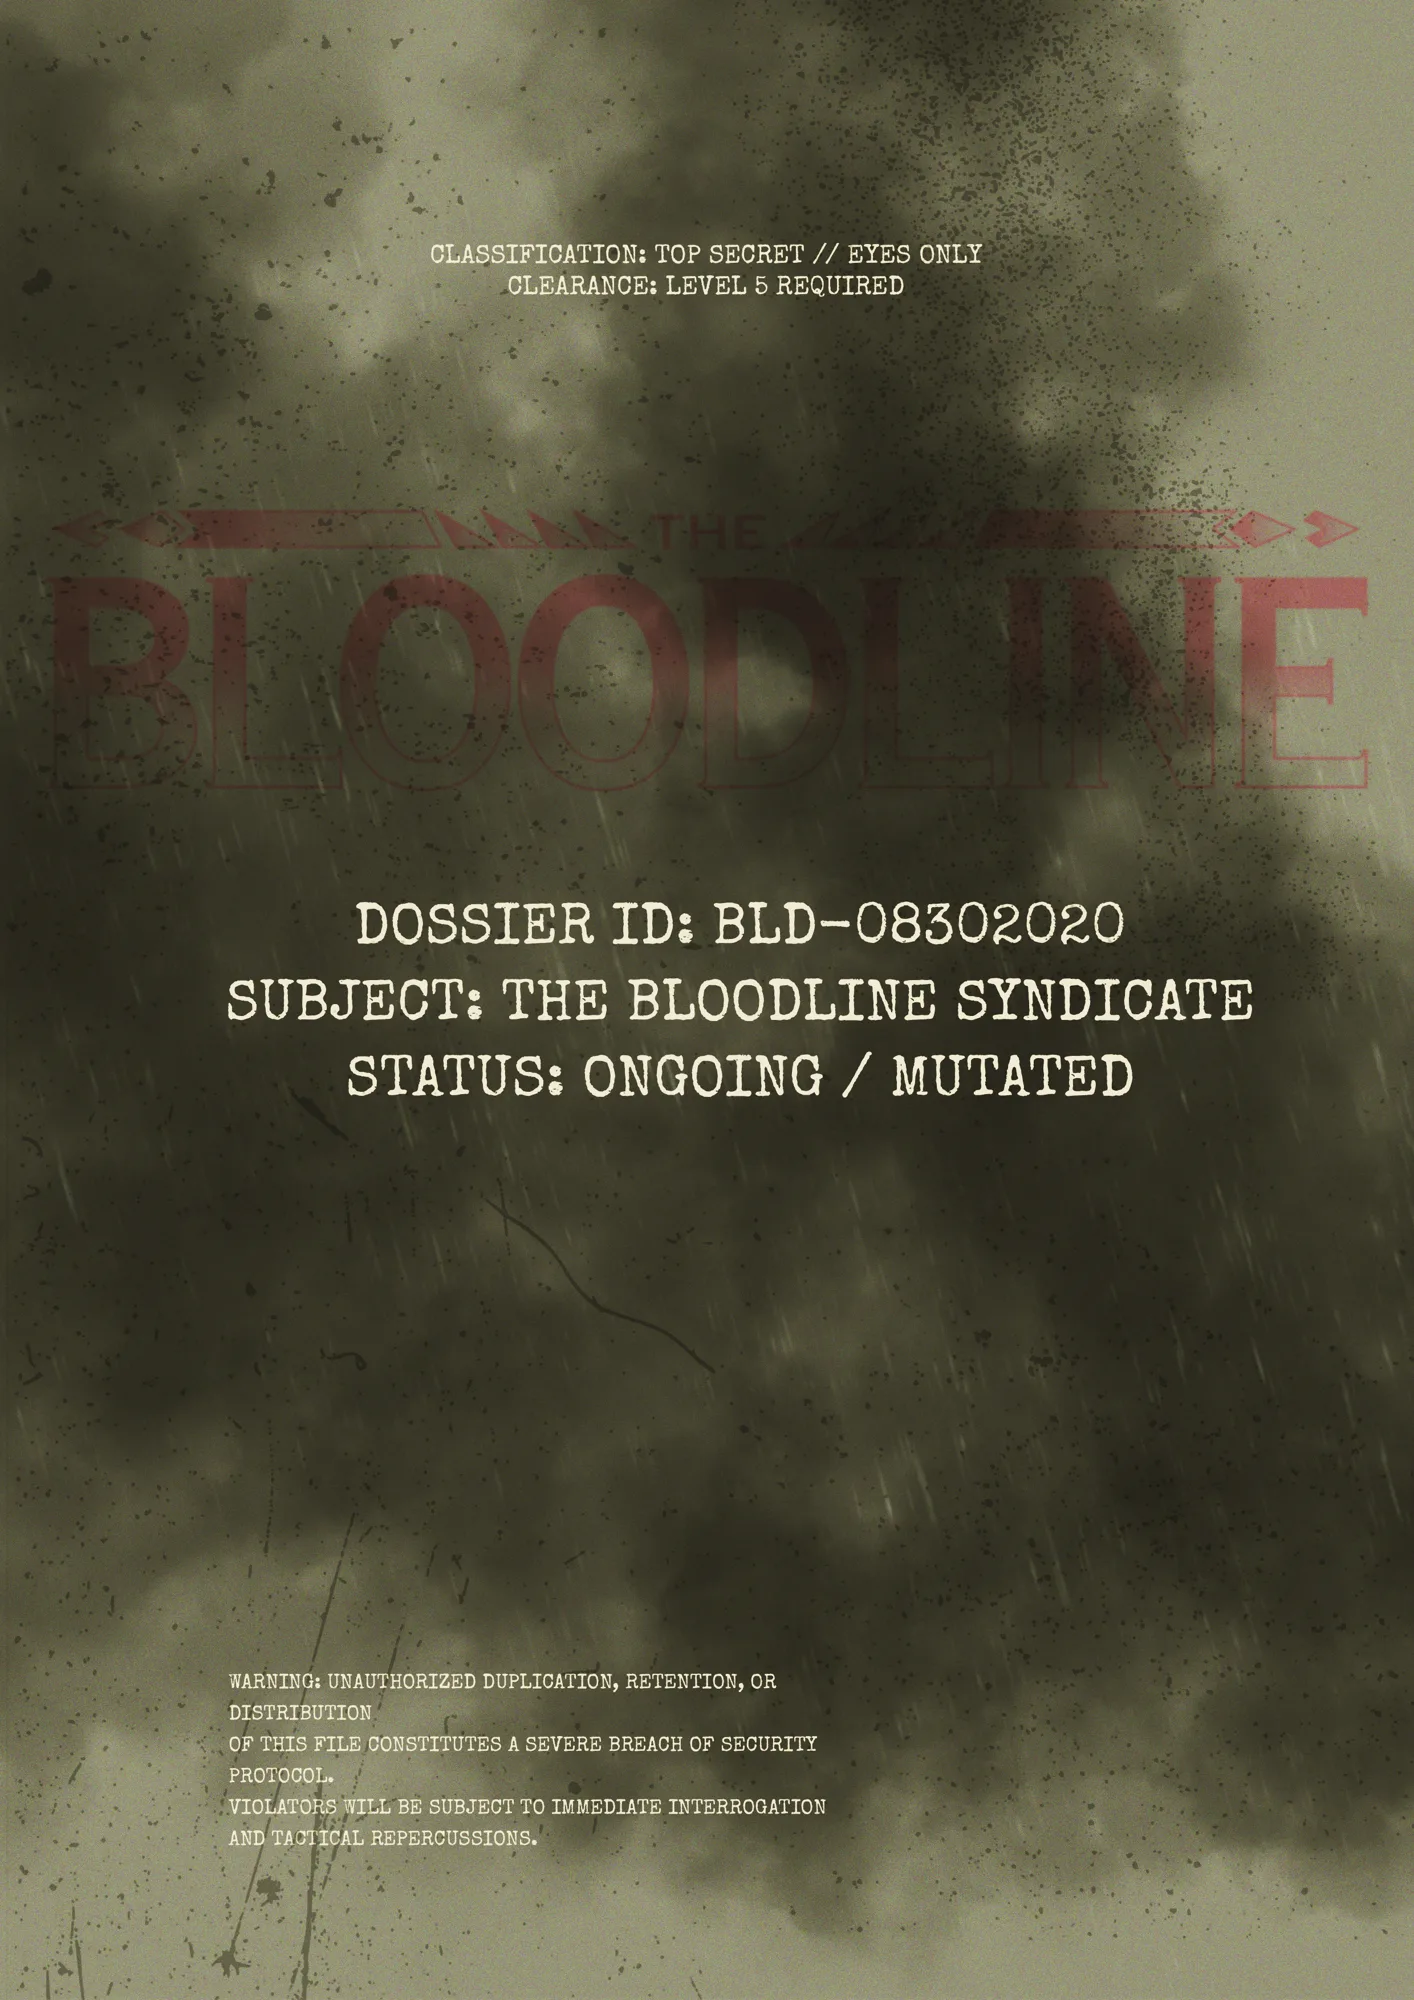 CLASSIFICATION: TOP SECRET // EYES ONLY
CLEARANCE: LEVEL 5 REQUIRED
THE
BLOODLINE
DOSSIER ID: BLD-08302020
SUBJECT: THE BLOODLINE SYNDICATE
STATUS: ONGOING / MUTATED
WARNING: UNAUTHORIZED DUPLICATION, RETENTION, OR
DISTRIBUTION
OF THIS FILE CONSTITUTES A SEVERE BREACH OF SECURITY
PROTOCOL.
VIOLATORS WILL BE SUBJECT TO IMMEDIATE INTERROGATION
AND TACTICAL REPERCUSSIONS.